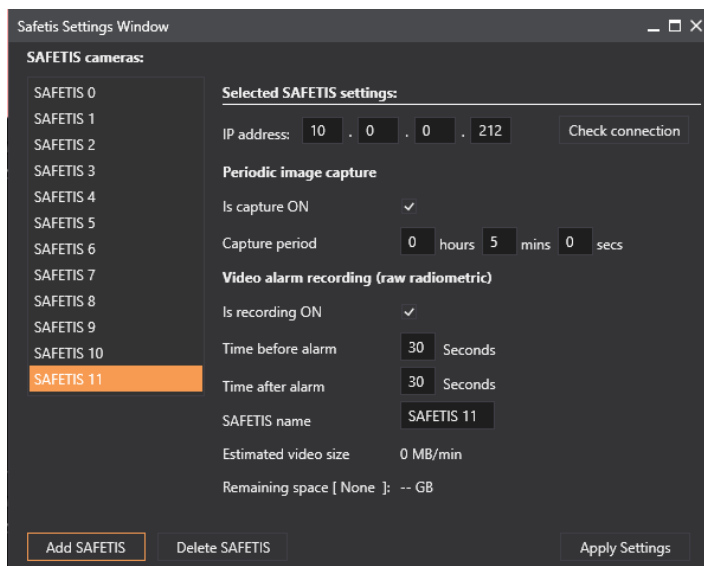 Safetis Settings Window
SAFETIS cameras:
SAFETIS 0
SAFETIS 1
SAFETIS 2
SAFETIS 3
SAFETIS 4
SAFETIS 5
SAFETIS 6
SAFETIS 7
SAFETIS 8
SAFETIS 9
SAFETIS 10
SAFETIS 11
Selected SAFETIS settings:
IP address: 10 . 0 . 0 . 212 Check connection
Periodic image capture
Is capture ON
Capture period 0 hours 5 mins 0 secs
Video alarm recording (raw radiometric)
Is recording ON
Time before alarm 30 Seconds
Time after alarm 30 Seconds
SAFETIS name SAFETIS 11
Estimated video size 0 MB/min
Remaining space [ None ]: -- GB
Add SAFETIS Delete SAFETIS Apply Settings